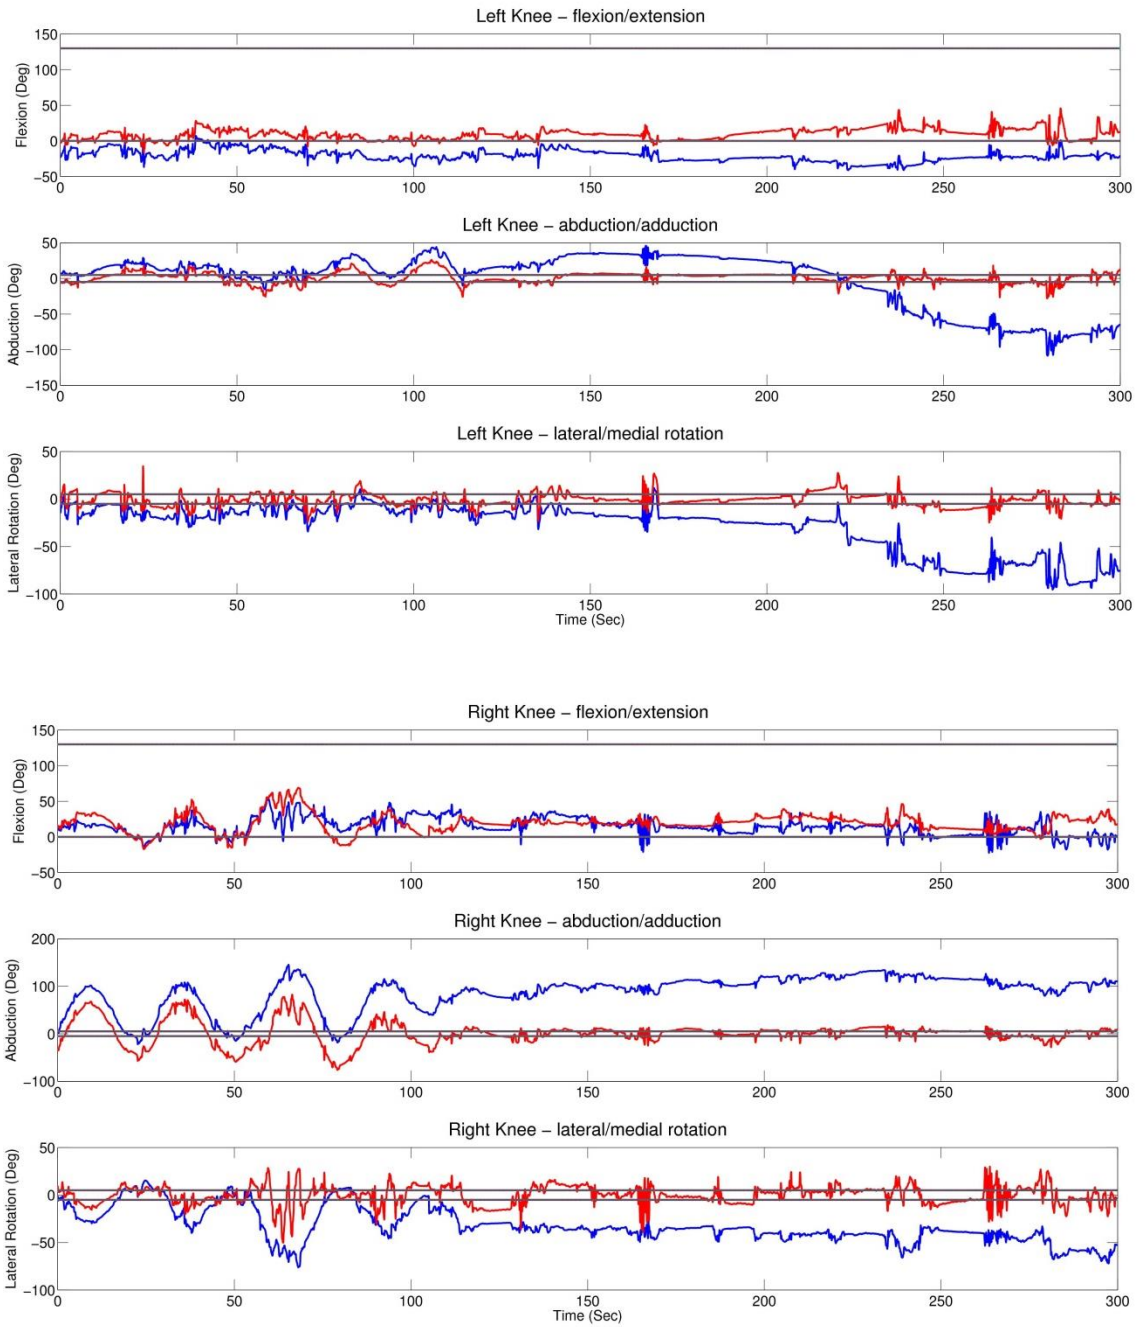 Left Knee – flexion/extension
150
100
50
0
−50
Flexion (Deg)
0 50 100 150 200 250 300
Time (Sec)
Left Knee – abduction/adduction
50
0
−50
−100
−150
Abduction (Deg)
0 50 100 150 200 250 300
Left Knee – lateral/medial rotation
50
0
−50
−100
Lateral Rotation (Deg)
0 50 100 150 200 250 300
Time (Sec)
Right Knee – flexion/extension
150
100
50
0
−50
Flexion (Deg)
0 50 100 150 200 250 300
Right Knee – abduction/adduction
200
100
0
−100
Abduction (Deg)
0 50 100 150 200 250 300
Right Knee – lateral/medial rotation
50
0
−50
−100
Lateral Rotation (Deg)
0 50 100 150 200 250 300
Time (Sec)